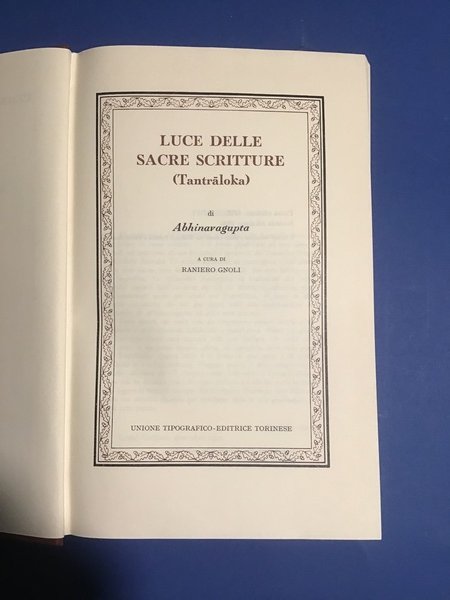 LUCE DELLE
SACRE SCRITTURE
(Tantrāloka)
di
Abhinavagupta
A CURA DI
RANIERO GNOLI
UNIONE TIPOGRAFICO-EDITRICE TORINESE